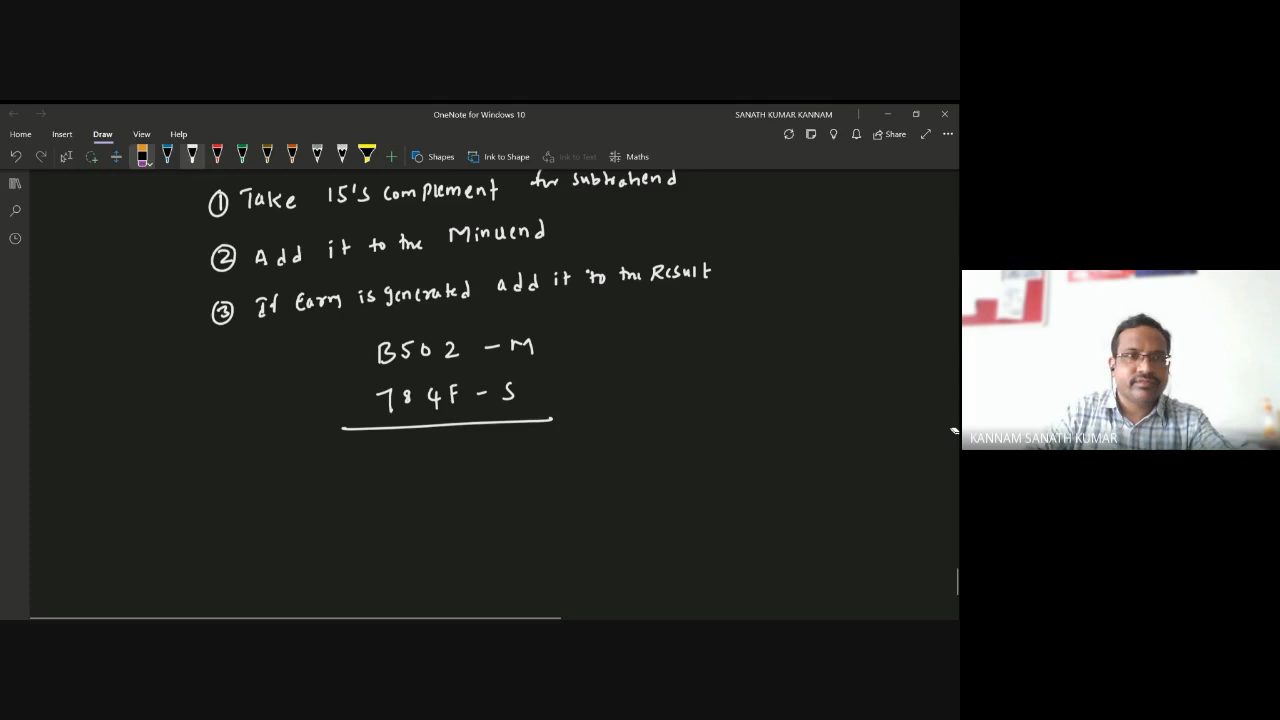 OneNote for Windows 10
SANATH KUMAR KANNAM
Home Insert Draw View Help
Share
Shapes Ink to Shape Ink to Text Maths
① Take 15's complement for subtrahend
② Add it to the Minuend
③ If Carry is generated add it to the Result
B502 - M
784F - S
KANNAM SANATH KUMAR